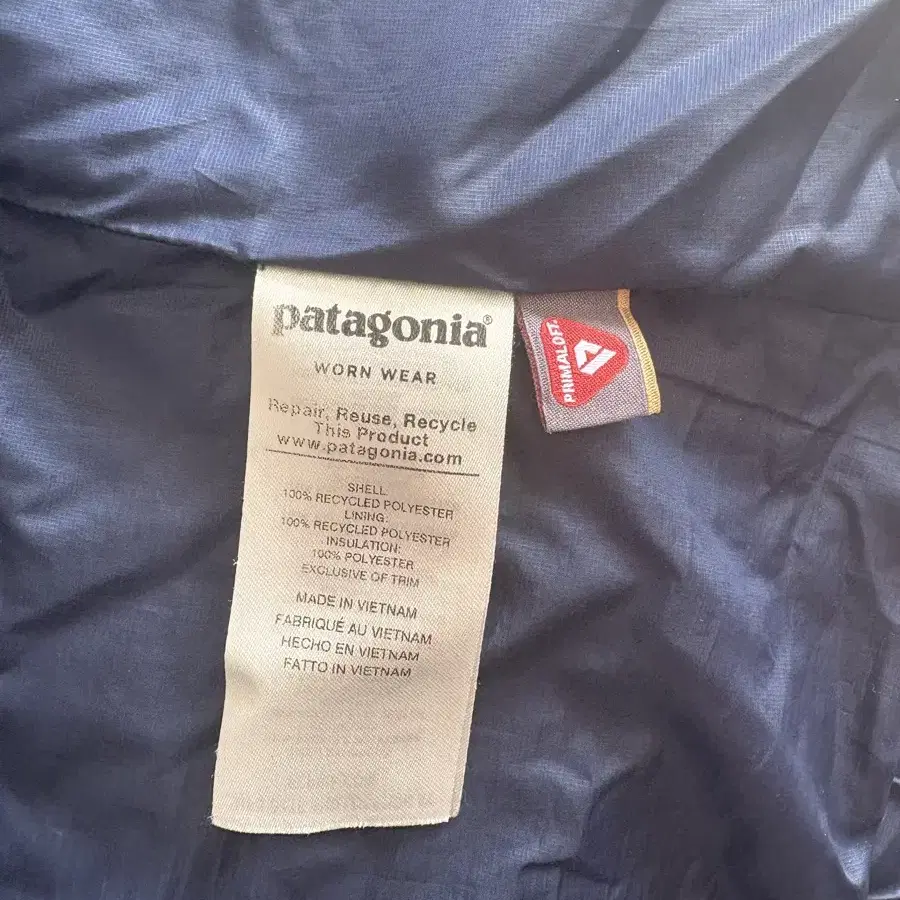 patagonia®
WORN WEAR
Repair, Reuse, Recycle
This Product
www.patagonia.com
SHELL
100% RECYCLED POLYESTER
LINING:
100% RECYCLED POLYESTER
INSULATION:
100% POLYESTER
EXCLUSIVE OF TRIM
MADE IN VIETNAM
FABRIQUÉ AU VIETNAM
HECHO EN VIETNAM
FATTO IN VIETNAM
PRIMALOFT.